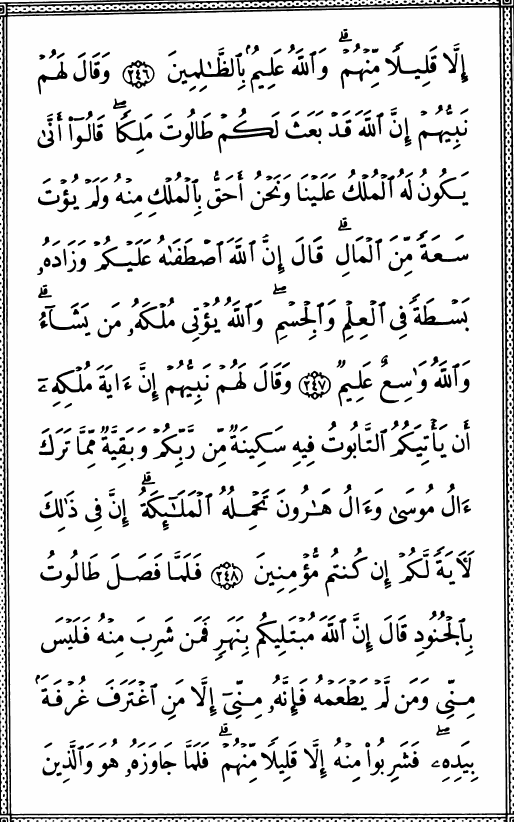 إِلَّا قَلِيلًا مِّنْهُمْ ۗ وَٱللَّهُ عَلِيمٌۢ بِٱلظَّـٰلِمِينَ ﴿٢٤٦﴾ وَقَالَ لَهُمْ
نَبِيُّهُمْ إِنَّ ٱللَّهَ قَدْ بَعَثَ لَكُمْ طَالُوتَ مَلِكًا ۚ قَالُوٓا۟ أَنَّىٰ
يَكُونُ لَهُ ٱلْمُلْكُ عَلَيْنَا وَنَحْنُ أَحَقُّ بِٱلْمُلْكِ مِنْهُ وَلَمْ يُؤْتَ
سَعَةً مِّنَ ٱلْمَالِ ۚ قَالَ إِنَّ ٱللَّهَ ٱصْطَفَىٰهُ عَلَيْكُمْ وَزَادَهُۥ
بَسْطَةً فِى ٱلْعِلْمِ وَٱلْجِسْمِ ۖ وَٱللَّهُ يُؤْتِى مُلْكَهُۥ مَن يَشَآءُ ۚ
وَٱللَّهُ وَٰسِعٌ عَلِيمٌ ﴿٢٤٧﴾ وَقَالَ لَهُمْ نَبِيُّهُمْ إِنَّ ءَايَةَ مُلْكِهِۦٓ
أَن يَأْتِيَكُمُ ٱلتَّابُوتُ فِيهِ سَكِينَةٌ مِّن رَّبِّكُمْ وَبَقِيَّةٌ مِّمَّا تَرَكَ
ءَالُ مُوسَىٰ وَءَالُ هَـٰرُونَ تَحْمِلُهُ ٱلْمَلَـٰٓئِكَةُ ۚ إِنَّ فِى ذَٰلِكَ
لَـَٔايَةً لَّكُمْ إِن كُنتُم مُّؤْمِنِينَ ﴿٢٤٨﴾ فَلَمَّا فَصَلَ طَالُوتُ
بِٱلْجُنُودِ قَالَ إِنَّ ٱللَّهَ مُبْتَلِيكُم بِنَهَرٍ فَمَن شَرِبَ مِنْهُ فَلَيْسَ
مِنِّى وَمَن لَّمْ يَطْعَمْهُ فَإِنَّهُۥ مِنِّىٓ إِلَّا مَنِ ٱغْتَرَفَ غُرْفَةًۢ
بِيَدِهِۦ ۚ فَشَرِبُوا۟ مِنْهُ إِلَّا قَلِيلًا مِّنْهُمْ ۚ فَلَمَّا جَاوَزَهُۥ هُوَ وَٱلَّذِينَ